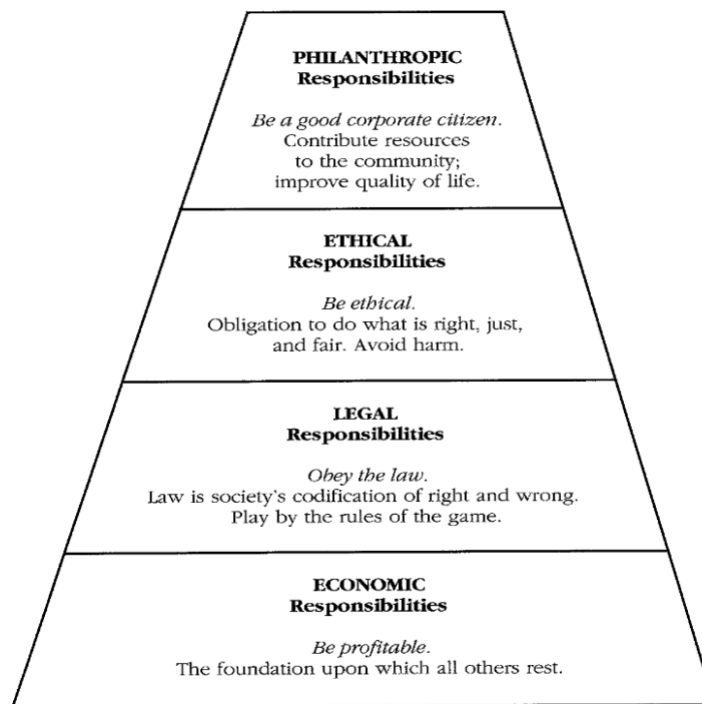 PHILANTHROPIC
Responsibilities
Be a good corporate citizen.
Contribute resources
to the community;
improve quality of life.
ETHICAL
Responsibilities
Be ethical.
Obligation to do what is right, just,
and fair. Avoid harm.
LEGAL
Responsibilities
Obey the law.
Law is society's codification of right and wrong.
Play by the rules of the game.
ECONOMIC
Responsibilities
Be profitable.
The foundation upon which all others rest.